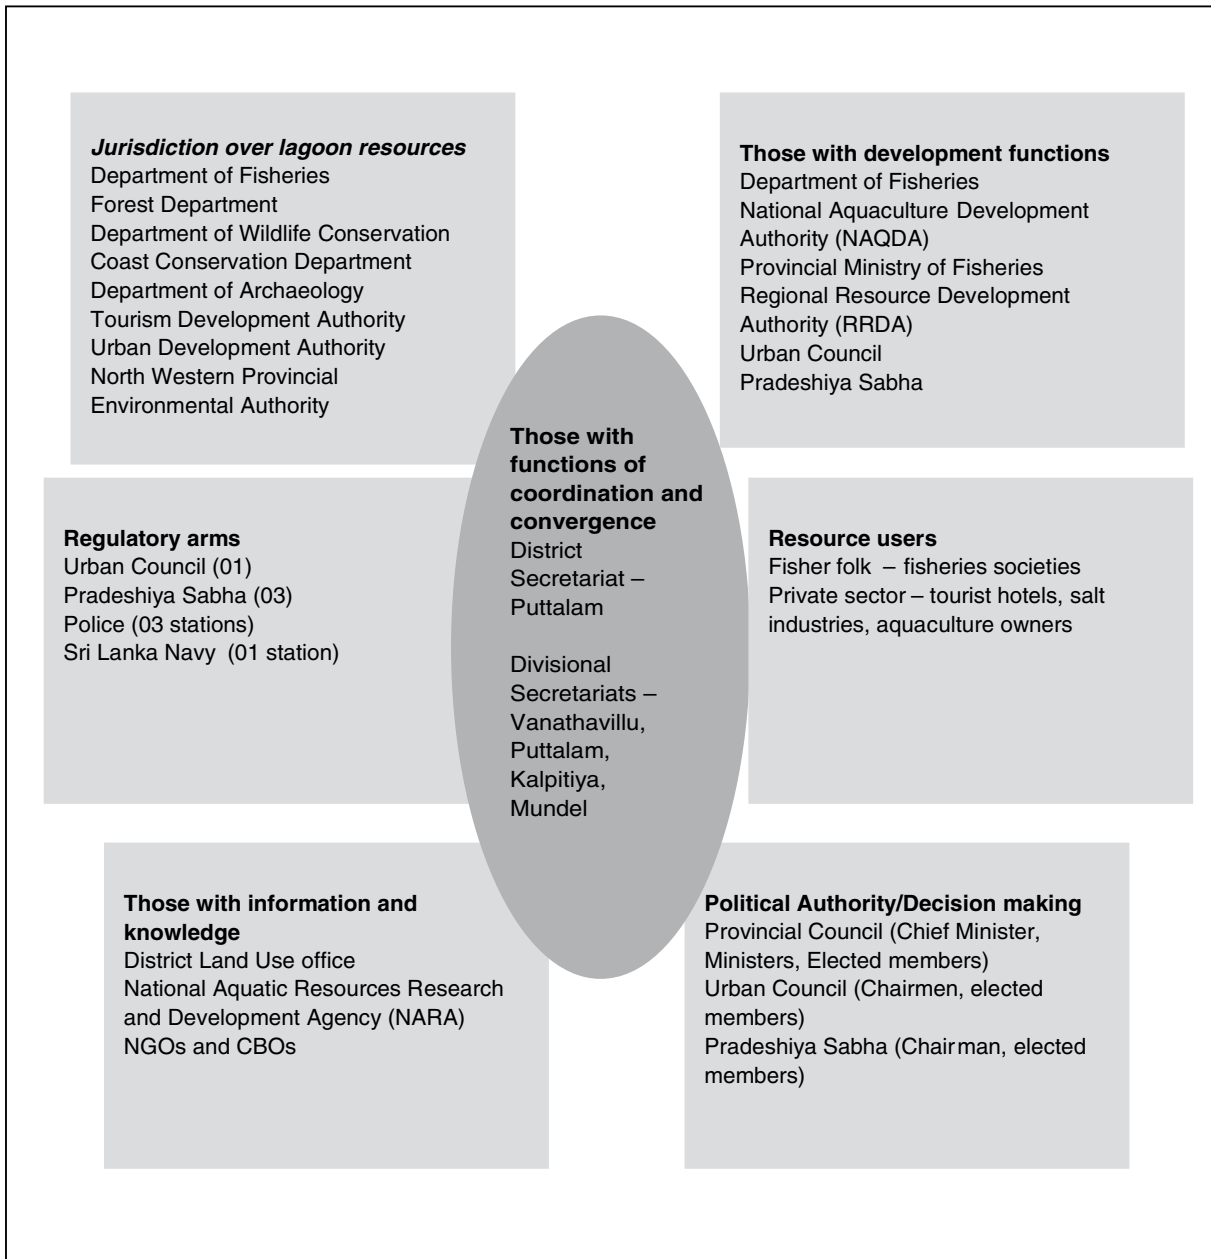 Jurisdiction over lagoon resources
Department of Fisheries
Forest Department
Department of Wildlife Conservation
Coast Conservation Department
Department of Archaeology
Tourism Development Authority
Urban Development Authority
North Western Provincial
Environmental Authority
Those with development functions
Department of Fisheries
National Aquaculture Development
Authority (NAQDA)
Provincial Ministry of Fisheries
Regional Resource Development
Authority (RRDA)
Urban Council
Pradeshiya Sabha
Those with
functions of
coordination and
convergence
District
Secretariat –
Puttalam
Divisional
Secretariats –
Vanathavillu,
Puttalam,
Kalpitiya,
Mundel
Regulatory arms
Urban Council (01)
Pradeshiya Sabha (03)
Police (03 stations)
Sri Lanka Navy (01 station)
Resource users
Fisher folk – fisheries societies
Private sector – tourist hotels, salt
industries, aquaculture owners
Those with information and
knowledge
District Land Use office
National Aquatic Resources Research
and Development Agency (NARA)
NGOs and CBOs
Political Authority/Decision making
Provincial Council (Chief Minister,
Ministers, Elected members)
Urban Council (Chairmen, elected
members)
Pradeshiya Sabha (Chairman, elected
members)